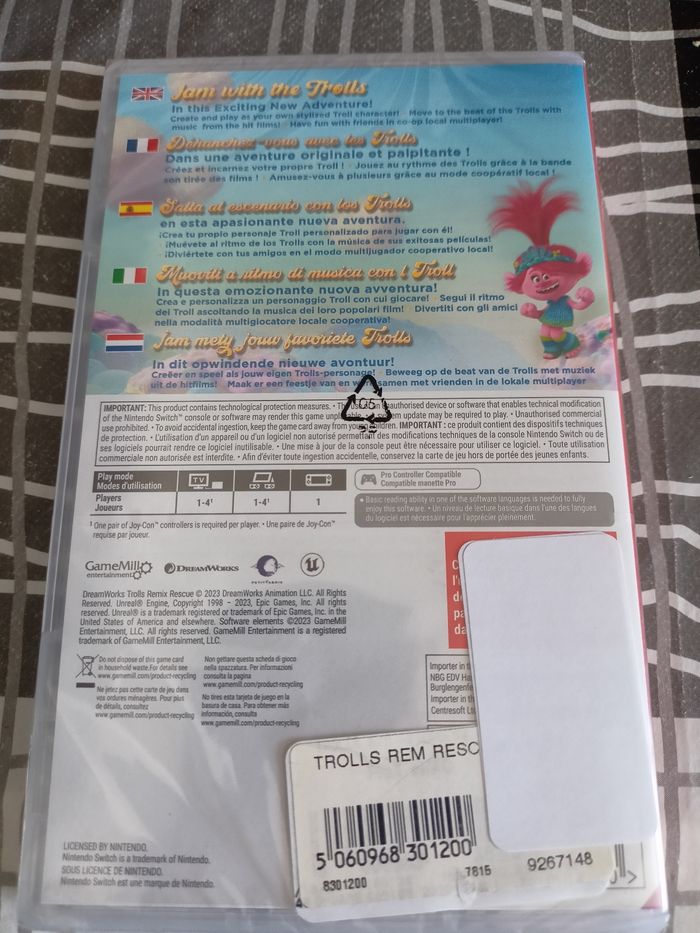 Jam with the Trolls
In this Exciting New Adventure!
Create and play as your own stylized Troll character! · Move to the beat of the Trolls with
music from the hit films! · Have fun with friends in co-op local multiplayer!
Déhanchez-vous avec les Trolls
Dans une aventure originale et palpitante !
Créez et incarnez votre propre Troll ! · Jouez au rythme des Trolls grâce à la bande
son tirée des films ! · Amusez-vous à plusieurs grâce au mode coopératif local !
Salta al escenario con los Trolls
en esta apasionante nueva aventura.
¡Crea tu propio personaje Troll personalizado para jugar con él!
· ¡Muévete al ritmo de los Trolls con la música de sus exitosas películas!
· ¡Diviértete con tus amigos en el modo multijugador cooperativo local!
Muoviti a ritmo di musica con i Troll
In questa emozionante nuova avventura!
Crea e personalizza un personaggio Troll con cui giocare! · Segui il ritmo
dei Troll ascoltando la musica dei loro popolari film! · Divertiti con gli amici
nella modalità multigiocatore locale cooperativa!
Jam met jouw favoriete Trolls
In dit opwindende nieuwe avontuur!
Creëer en speel als jouw eigen Trolls-personage! · Beweeg op de beat van de Trolls met muziek
uit de hitfilms! · Maak er een feestje van en samen met vrienden in de lokale multiplayer
05
IMPORTANT: This product contains technological protection measures. • unauthorised device or software that enables technical modification
of the Nintendo Switch™ console or software may render this game update may be required to play. • Unauthorised commercial
use prohibited. • To avoid accidental ingestion, keep the game card away from young children. IMPORTANT : ce produit contient des dispositifs techniques
de protection. • L'utilisation d'un appareil ou d'un logiciel non autorisé permettant des modifications techniques de la console Nintendo Switch ou de
ses logiciels pourrait rendre ce logiciel inutilisable. • Une mise à jour de la console peut être nécessaire pour utiliser ce logiciel. • Toute utilisation
commerciale non autorisée est interdite. • Afin d'éviter toute ingestion accidentelle, conservez la carte de jeu hors de portée des jeunes enfants.
Play mode
Modes d'utilisation
TV
Players
Joueurs
1-4¹
1-4¹
1
Pro Controller Compatible
Compatible manette Pro
• Basic reading ability in one of the software languages is needed to fully
enjoy this software. • Un niveau de lecture basique dans l'une des langues
du logiciel est nécessaire pour l'apprécier pleinement.
¹ One pair of Joy-Con™ controllers is required per player. • Une paire de Joy-Con™
requise par joueur.
GameMill
entertainment
DREAMWORKS
PETIT FABRIK
DreamWorks Trolls Remix Rescue © 2023 DreamWorks Animation LLC. All Rights
Reserved. Unreal® Engine, Copyright 1998 – 2023, Epic Games, Inc. All Rights
Reserved. Unreal® is a trademark registered or trademark of Epic Games, Inc. in the
United States of America and elsewhere. Software elements ©2023 GameMill
Entertainment, LLC. All Rights Reserved. GameMill Entertainment is a registered
trademark of GameMill Entertainment, LLC.
Do not dispose of this game card
in household waste.For details see
www.gamemill.com/product-recycling
Ne jetez pas cette carte de jeu dans
vos ordures ménagères. Pour plus
de détails, consultez
www.gamemill.com/product-recycling
Non gettare questa scheda di gioco
nella spazzatura. Per informazioni
consulta la pagina
www.gamemill.com/product-recycling
No tires esta tarjeta de juego en la
basura de casa. Para obtener más
información, consulta
www.gamemill.com/product-recycling
Importer in
NBG EDV Ha
Burglengenfe
Importer in
Centresoft
TROLLS REM RESC
5 060968 301200
8301200
7815
9267148
LICENSED BY NINTENDO.
Nintendo Switch is a trademark of Nintendo.
SOUS LICENCE DE NINTENDO.
Nintendo Switch est une marque de Nintendo.